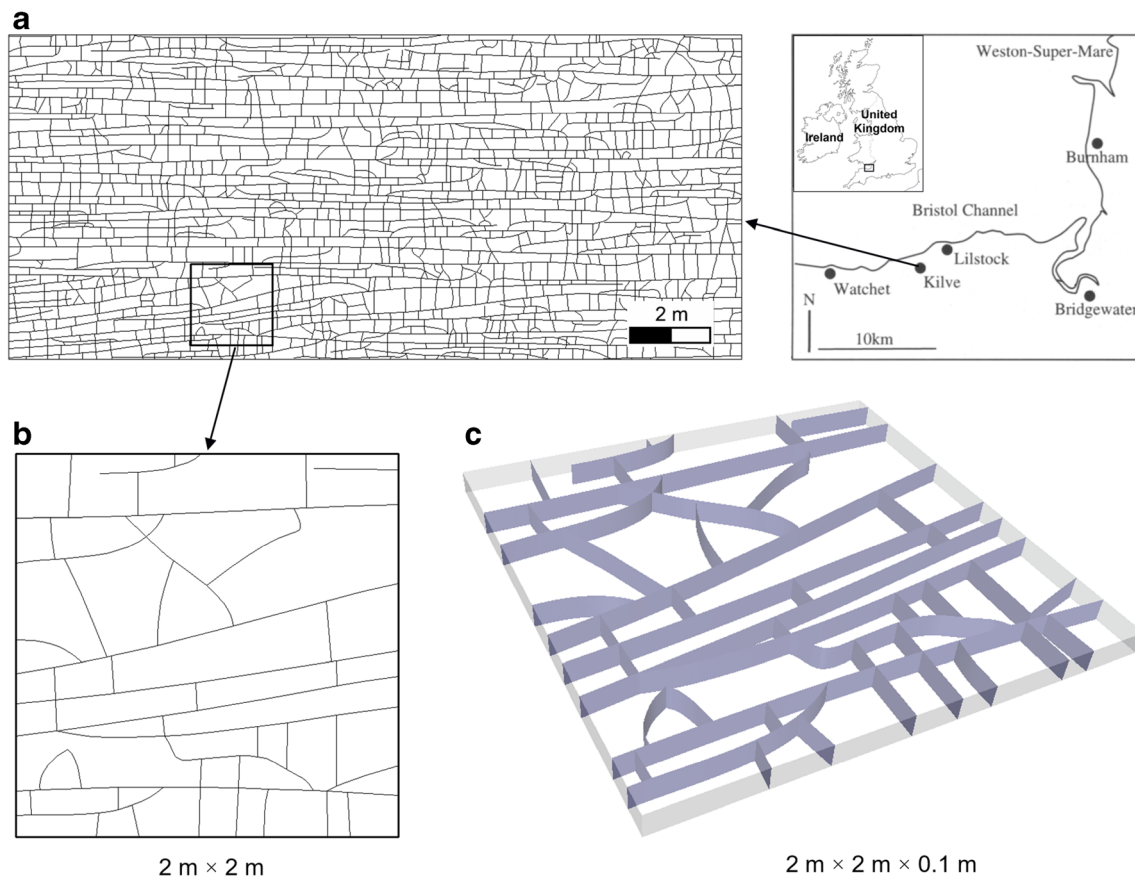 a
2 m
Weston-Super-Mare
United
Kingdom
Ireland
Burnham
Bristol Channel
Lilstock
Kilve
Watchet
Bridgewater
N
10km
b
c
2 m × 2 m
2 m × 2 m × 0.1 m